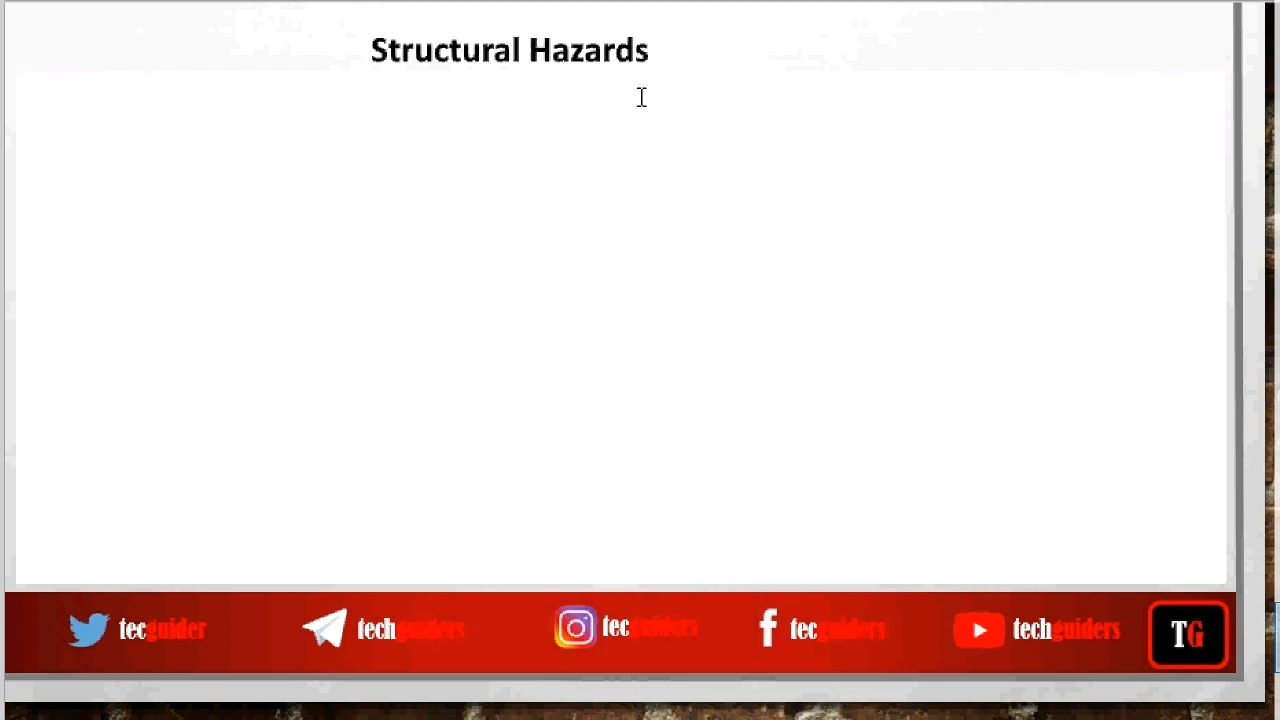 Structural Hazards
tecguider
techguiders
tecguiders
tecguiders
techguiders
TG